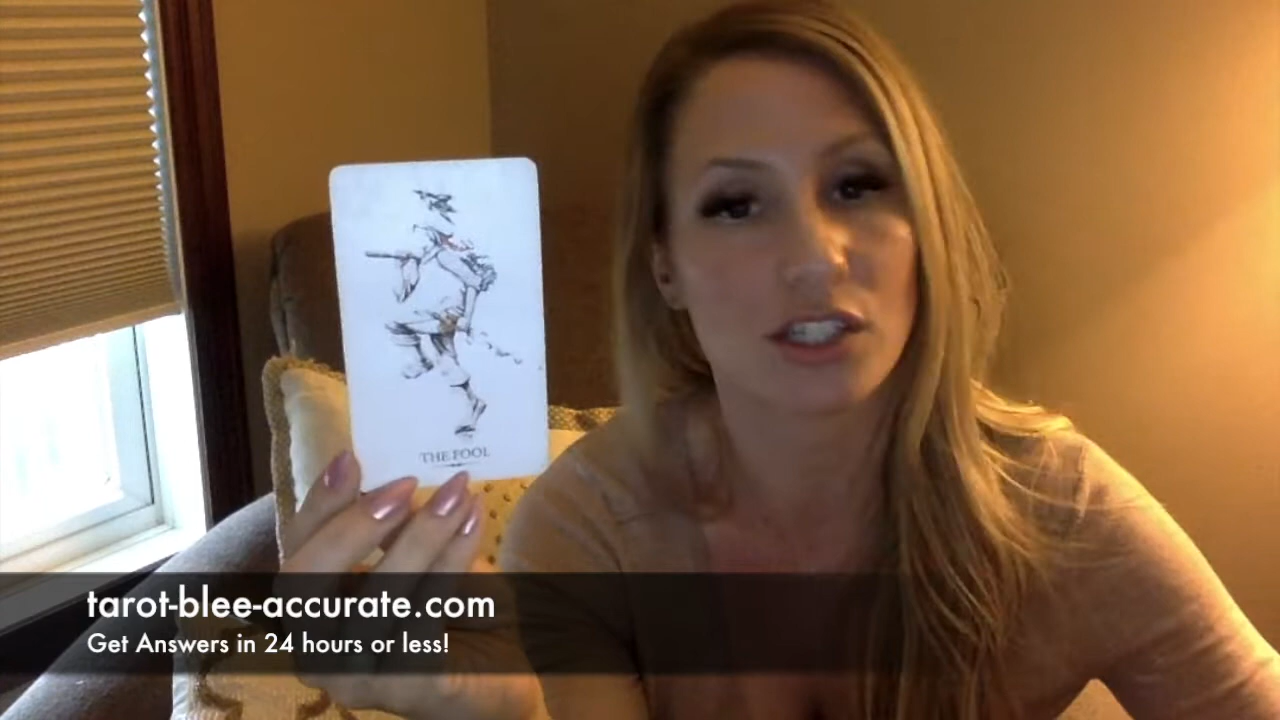 THE FOOL
tarot-blee-accurate.com
Get Answers in 24 hours or less!